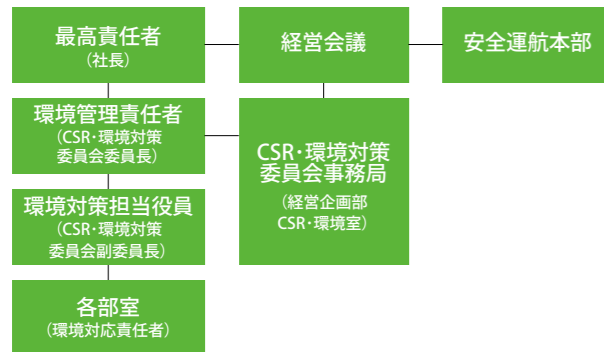 最高責任者
（社長）
経営会議
安全運航本部
環境管理責任者
（CSR・環境対策
委員会委員長）
CSR・環境対策
委員会事務局
（経営企画部
CSR・環境室）
環境対策担当役員
（CSR・環境対策
委員会副委員長）
各部室
（環境対応責任者）